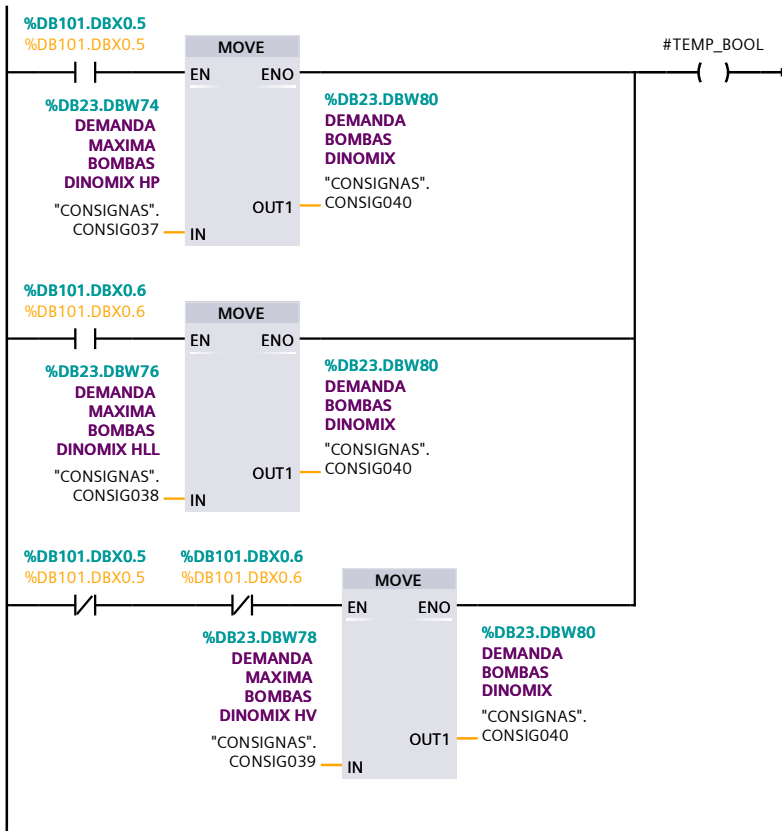 %DB101.DBX0.5
%DB101.DBX0.5
MOVE
#TEMP_BOOL
EN ENO
%DB23.DBW74
DEMANDA
MAXIMA
BOMBAS
DINOMIX HP
"CONSIGNAS".
CONSIG037
IN
OUT1
%DB23.DBW80
DEMANDA
BOMBAS
DINOMIX
"CONSIGNAS".
CONSIG040
%DB101.DBX0.6
%DB101.DBX0.6
MOVE
EN ENO
%DB23.DBW76
DEMANDA
MAXIMA
BOMBAS
DINOMIX HLL
"CONSIGNAS".
CONSIG038
IN
OUT1
%DB23.DBW80
DEMANDA
BOMBAS
DINOMIX
"CONSIGNAS".
CONSIG040
%DB101.DBX0.5
%DB101.DBX0.5
%DB101.DBX0.6
%DB101.DBX0.6
MOVE
EN ENO
%DB23.DBW78
DEMANDA
MAXIMA
BOMBAS
DINOMIX HV
"CONSIGNAS".
CONSIG039
IN
OUT1
%DB23.DBW80
DEMANDA
BOMBAS
DINOMIX
"CONSIGNAS".
CONSIG040